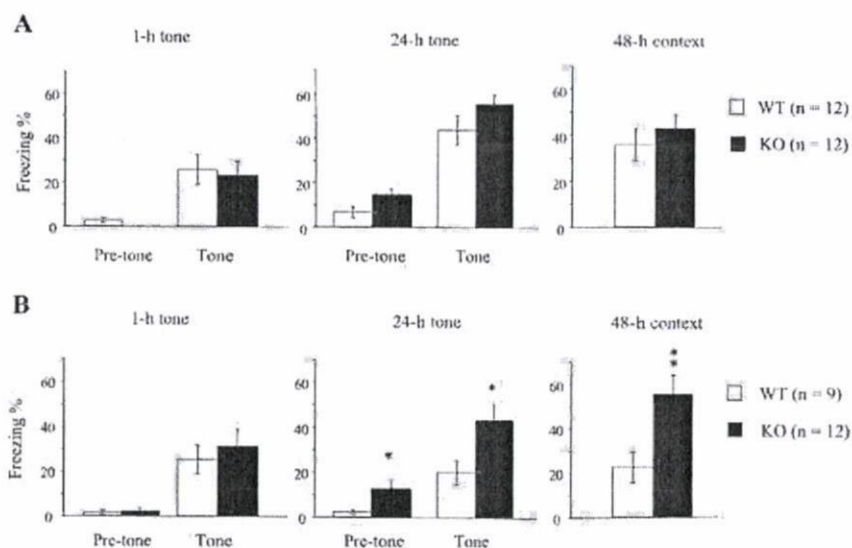 A
1-h tone
24-h tone
48-h context
Freezing %
60
40
20
0
Pre-tone
Tone
60
40
20
0
Pre-tone
Tone
60
40
20
0
WT (n = 12)
KO (n = 12)
B
1-h tone
24-h tone
48-h context
Freezing %
60
40
20
0
Pre-tone
Tone
60
40
20
0
*
*
Pre-tone
Tone
60
40
20
0
*
*
WT (n = 9)
KO (n = 12)